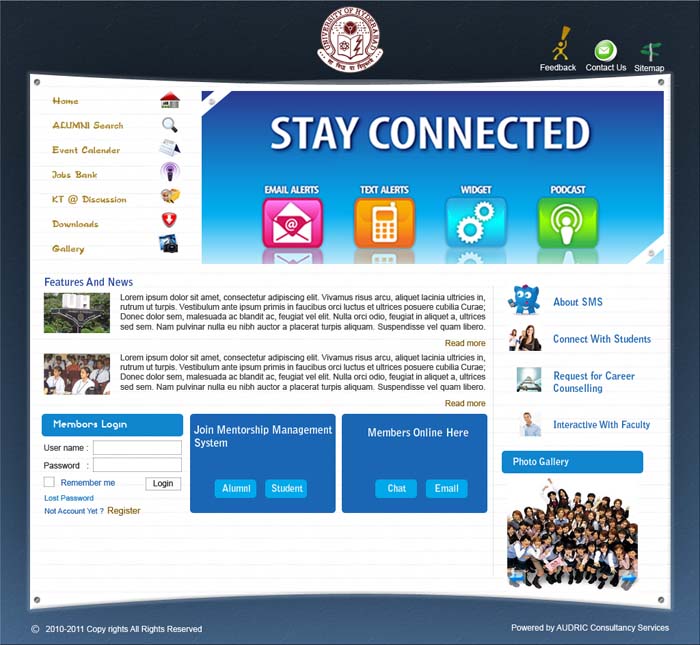 UNIVERSITY OF HYDERABAD
Feedback
Contact Us
Sitemap
Home
ALUMNI Search
Event Calender
Jobs Bank
KT @ Discussion
Downloads
Gallery
STAY CONNECTED
EMAIL ALERTS
TEXT ALERTS
WIDGET
PODCAST
Features And News
Lorem ipsum dolor sit amet, consectetur adipiscing elit. Vivamus risus arcu, aliquet lacinia ultricies in,
rutrum ut turpis. Vestibulum ante ipsum primis in faucibus orci luctus et ultrices posuere cubilia Curae;
Donec dolor sem, malesuada ac blandit ac, feugiat vel elit. Nulla orci odio, feugiat at aliquam a, ultrices
sed sem. Nam pulvinar nulla eu nibh auctor a placerat turpis aliquam. Suspendisse vel quam libero.
Read more
Lorem ipsum dolor sit amet, consectetur adipiscing elit. Vivamus risus arcu, aliquet lacinia ultricies in,
rutrum ut turpis. Vestibulum ante ipsum primis in faucibus orci luctus et ultrices posuere cubilia Curae;
Donec dolor sem, malesuada ac blandit ac, feugiat vel elit. Nulla orci odio, feugiat at aliquam a, ultrices
sed sem. Nam pulvinar nulla eu nibh auctor a placerat turpis aliquam. Suspendisse vel quam libero.
Read more
About SMS
Connect With Students
Request for Career
Counselling
Interactive With Faculty
Members Login
User name :
Password :
Remember me
Login
Lost Password
Not Account Yet ? Register
Join Mentorship Management
System
Alumni
Student
Members Online Here
Chat
Email
Photo Gallery
© 2010-2011 Copy rights All Rights Reserved
Powered by AUDRIC Consultancy Services